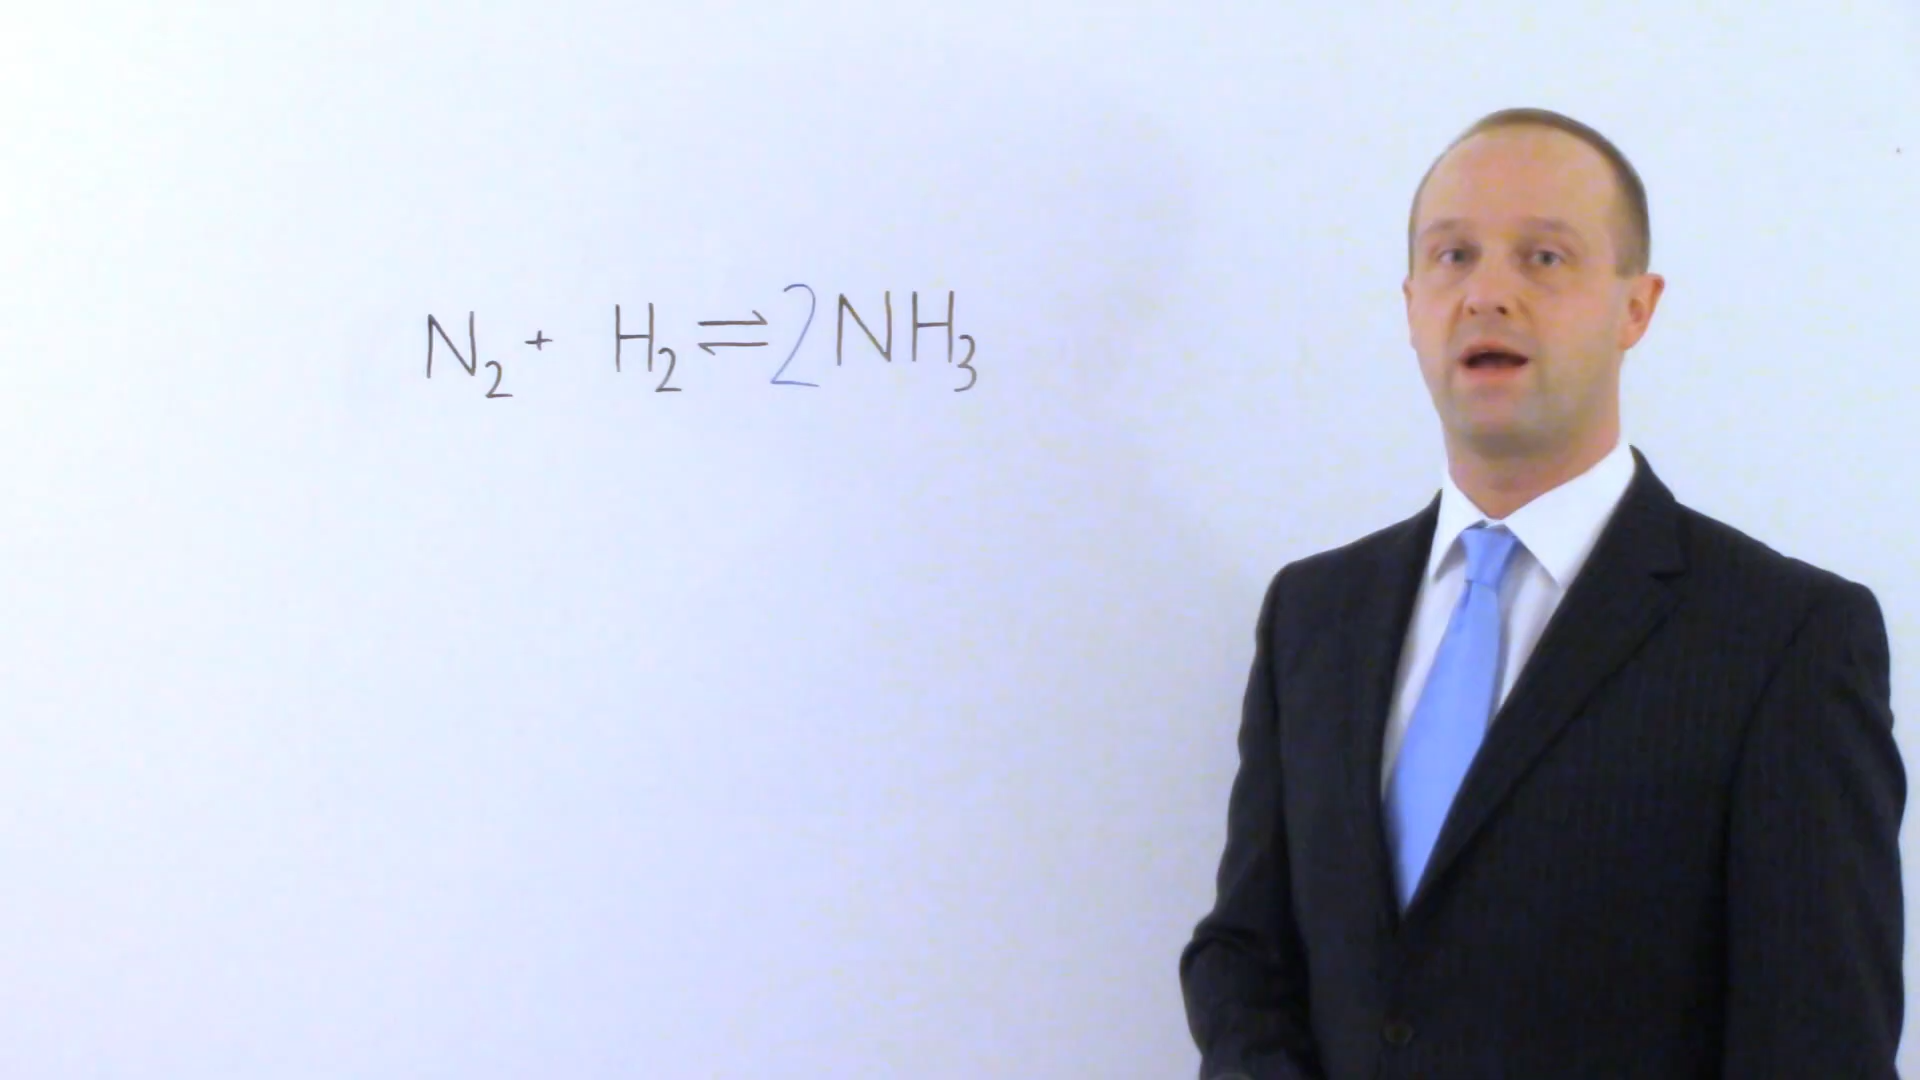 N₂ + H₂ ⇌ 2NH₃